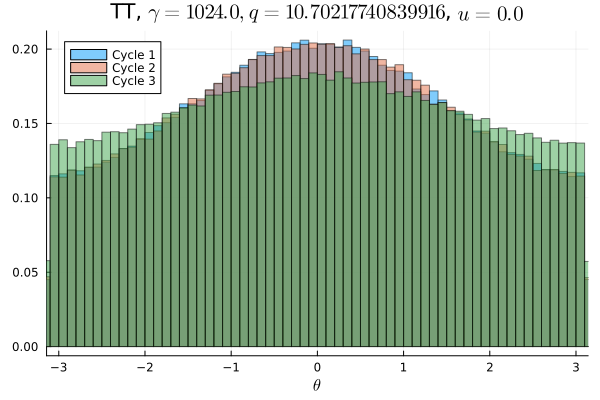 TT, γ = 1024.0, q = 10.70217740839916, u = 0.0
Cycle 1
Cycle 2
Cycle 3
0.20
0.15
0.10
0.05
0.00
−3 −2 −1 0 1 2 3
θ